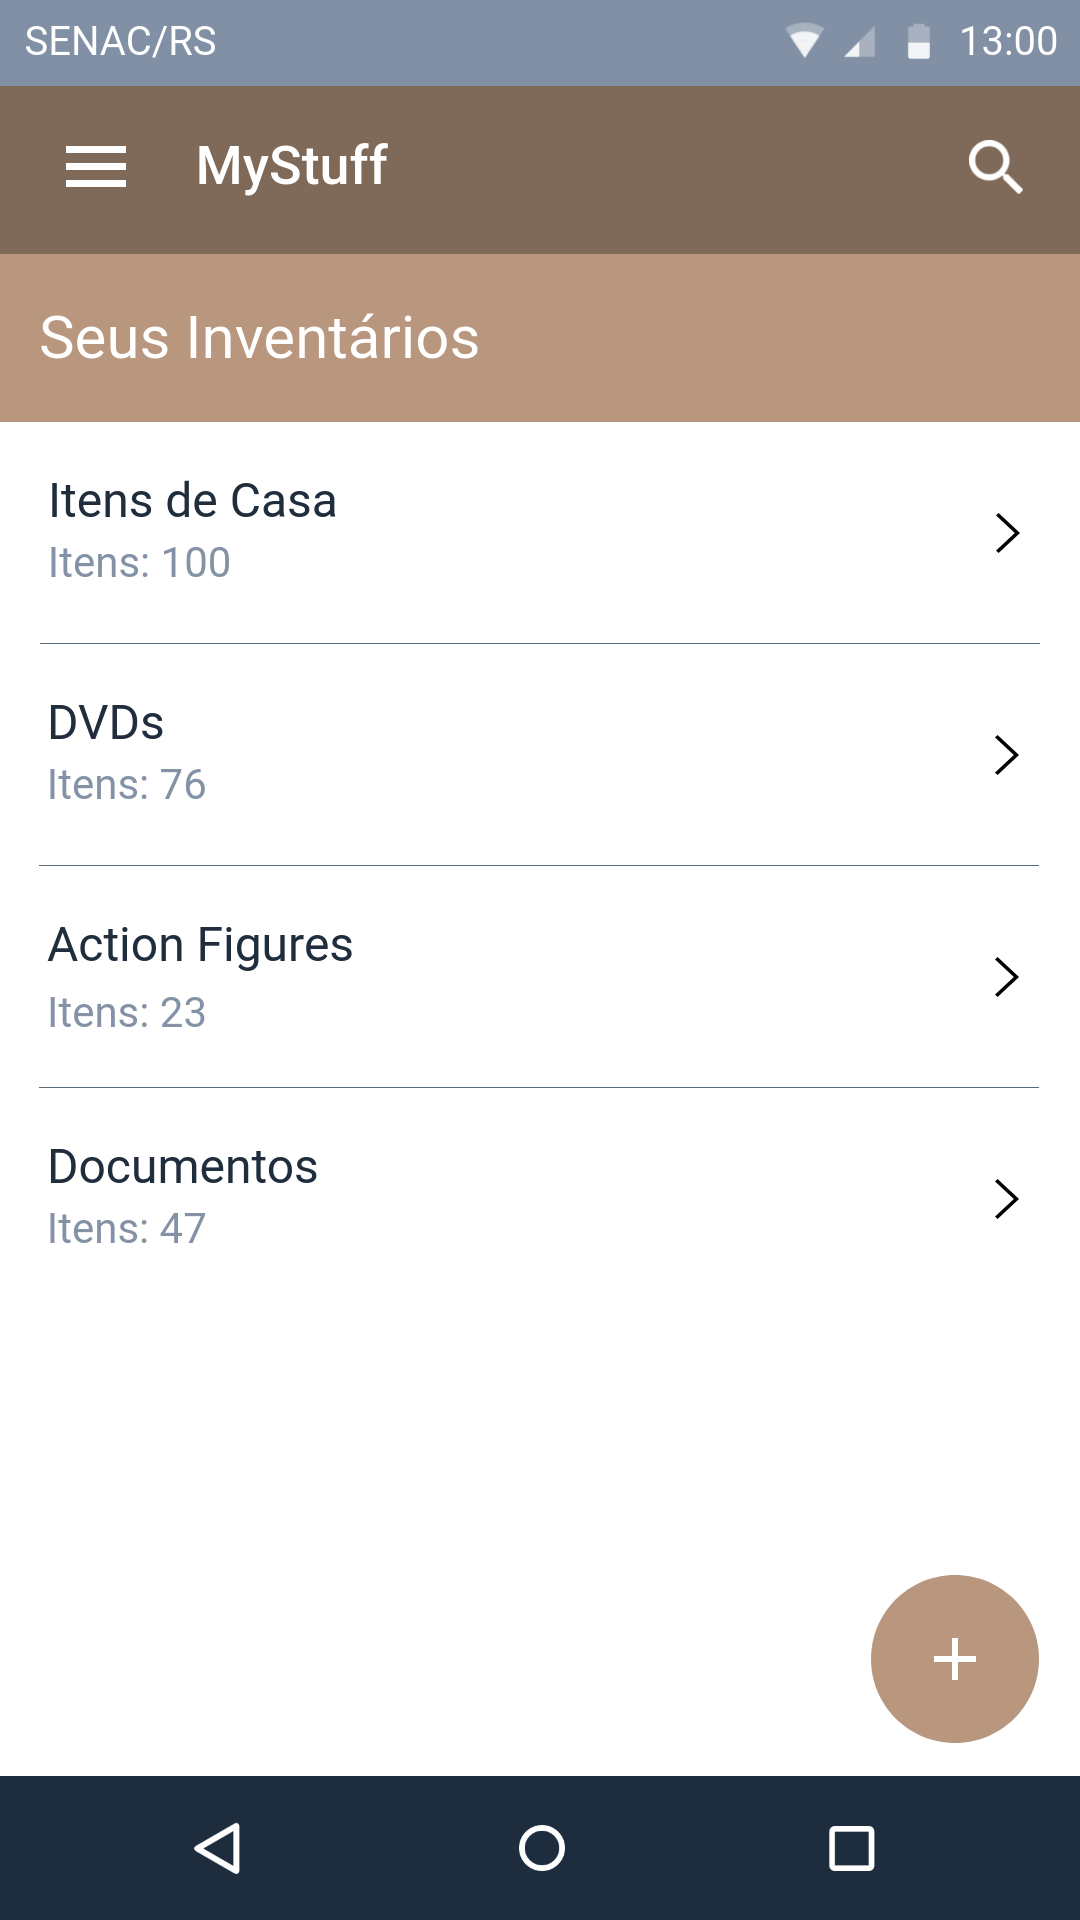 SENAC/RS 13:00
MyStuff
Seus Inventários
Itens de Casa
Itens: 100
DVDs
Itens: 76
Action Figures
Itens: 23
Documentos
Itens: 47